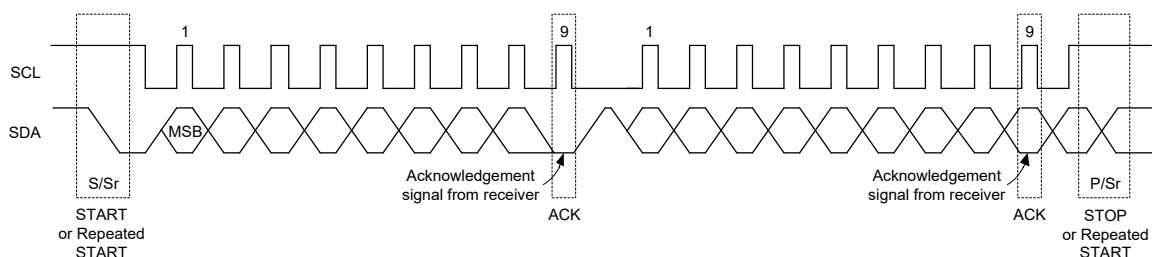 1
9
1
9
SCL
SDA
MSB
Acknowledgement
signal from receiver
Acknowledgement
signal from receiver
S/Sr
P/Sr
START
or Repeated
START
ACK
ACK
STOP
or Repeated
START